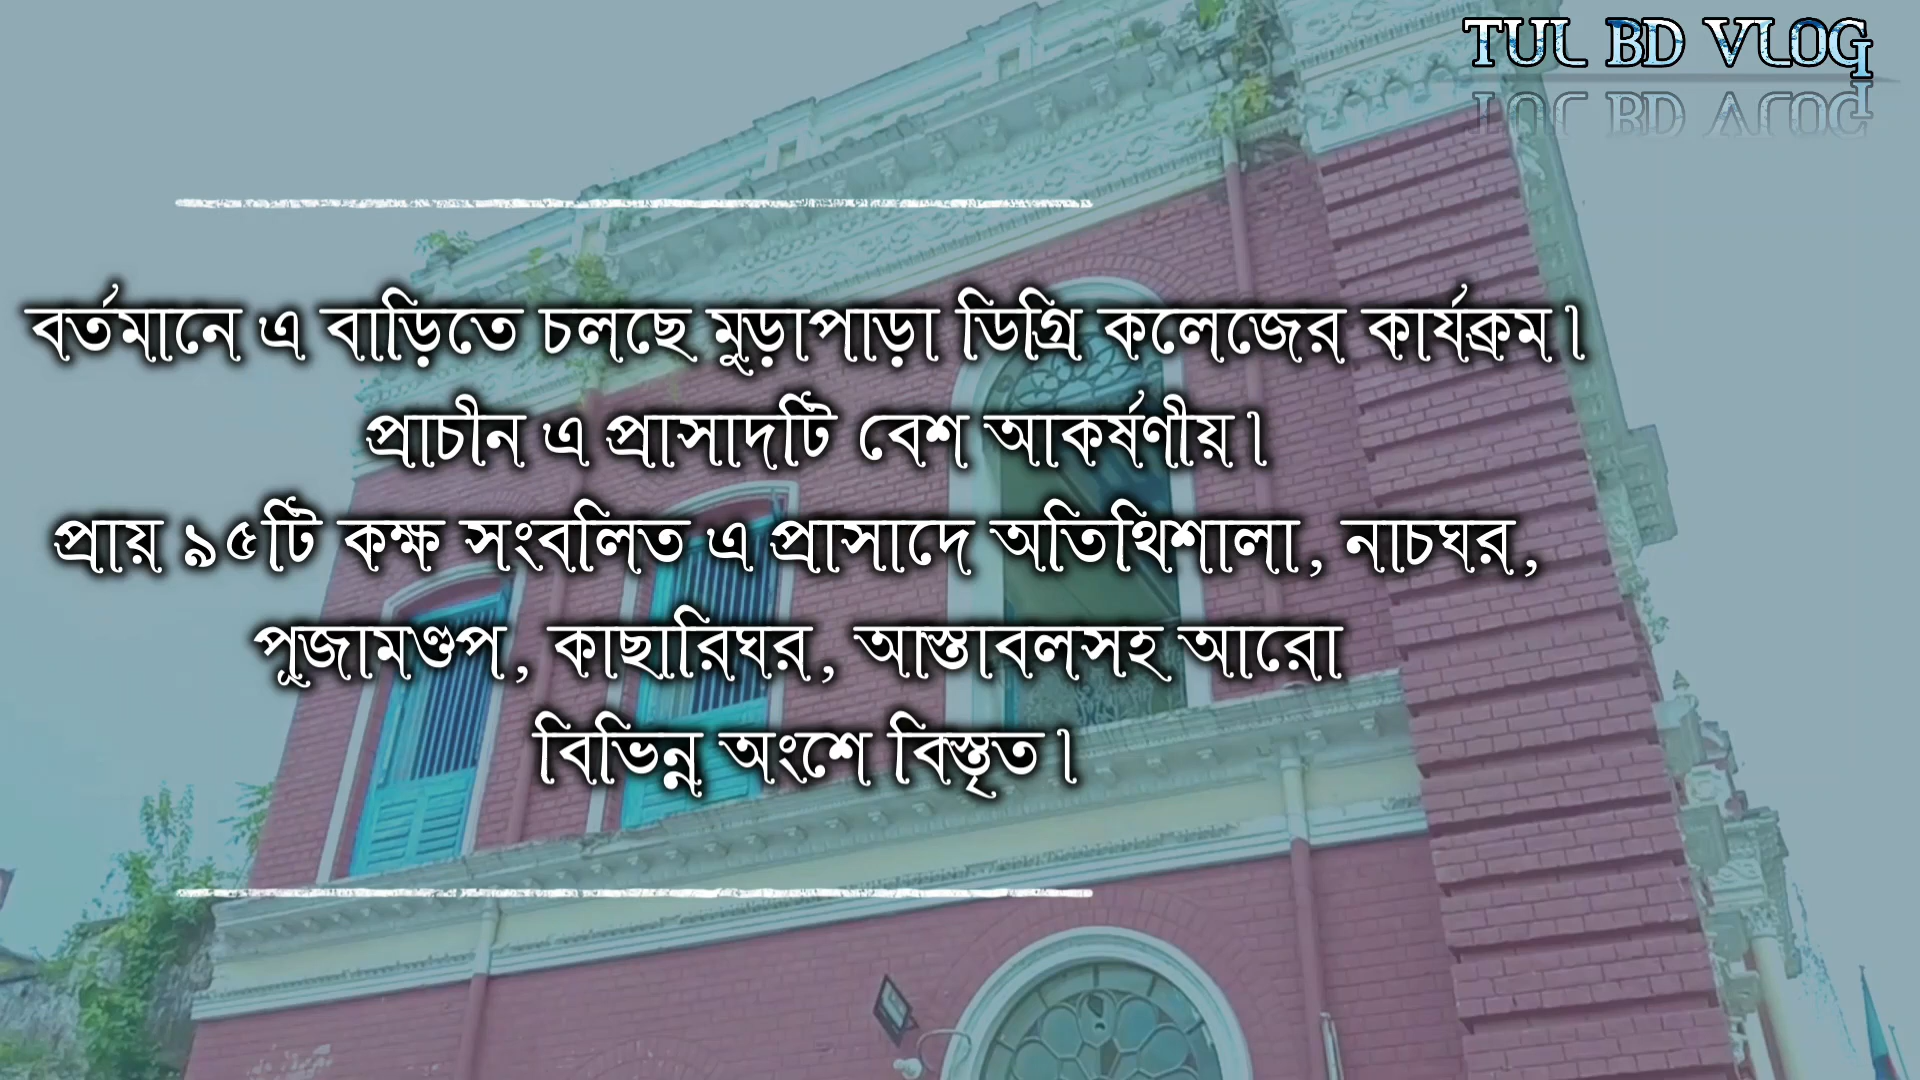 TUL BD VLOG
বর্তমানে এ বাড়িতে চলছে মুড়াপাড়া ডিগ্রি কলেজের কার্যক্রম।
প্রাচীন এ প্রাসাদটি বেশ আকর্ষণীয়।
প্রায় ৯৫টি কক্ষ সংবলিত এ প্রাসাদে অতিথিশালা, নাচঘর,
পূজামণ্ডপ, কাছারিঘর, আস্তাবলসহ আরো
বিভিন্ন অংশে বিস্তৃত।